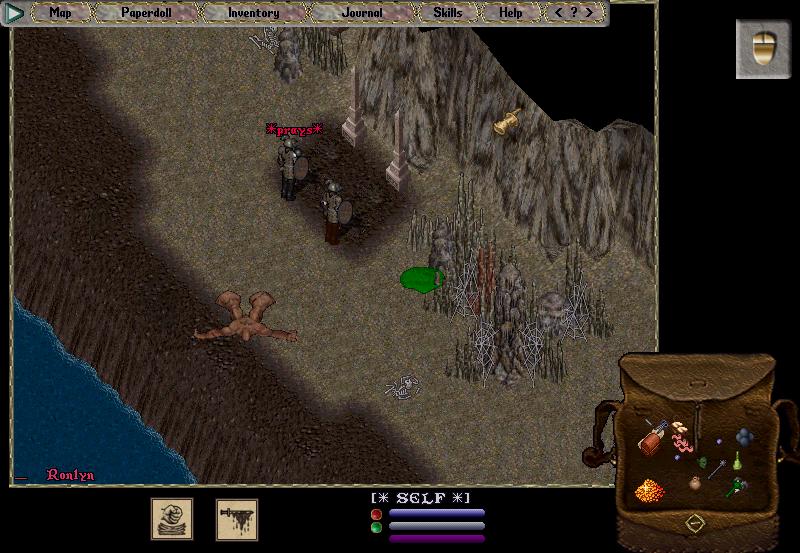 Map Paperdoll Inventory Journal Skills Help < ? >
*prays*
_ Ronlyn
[* SELF *]